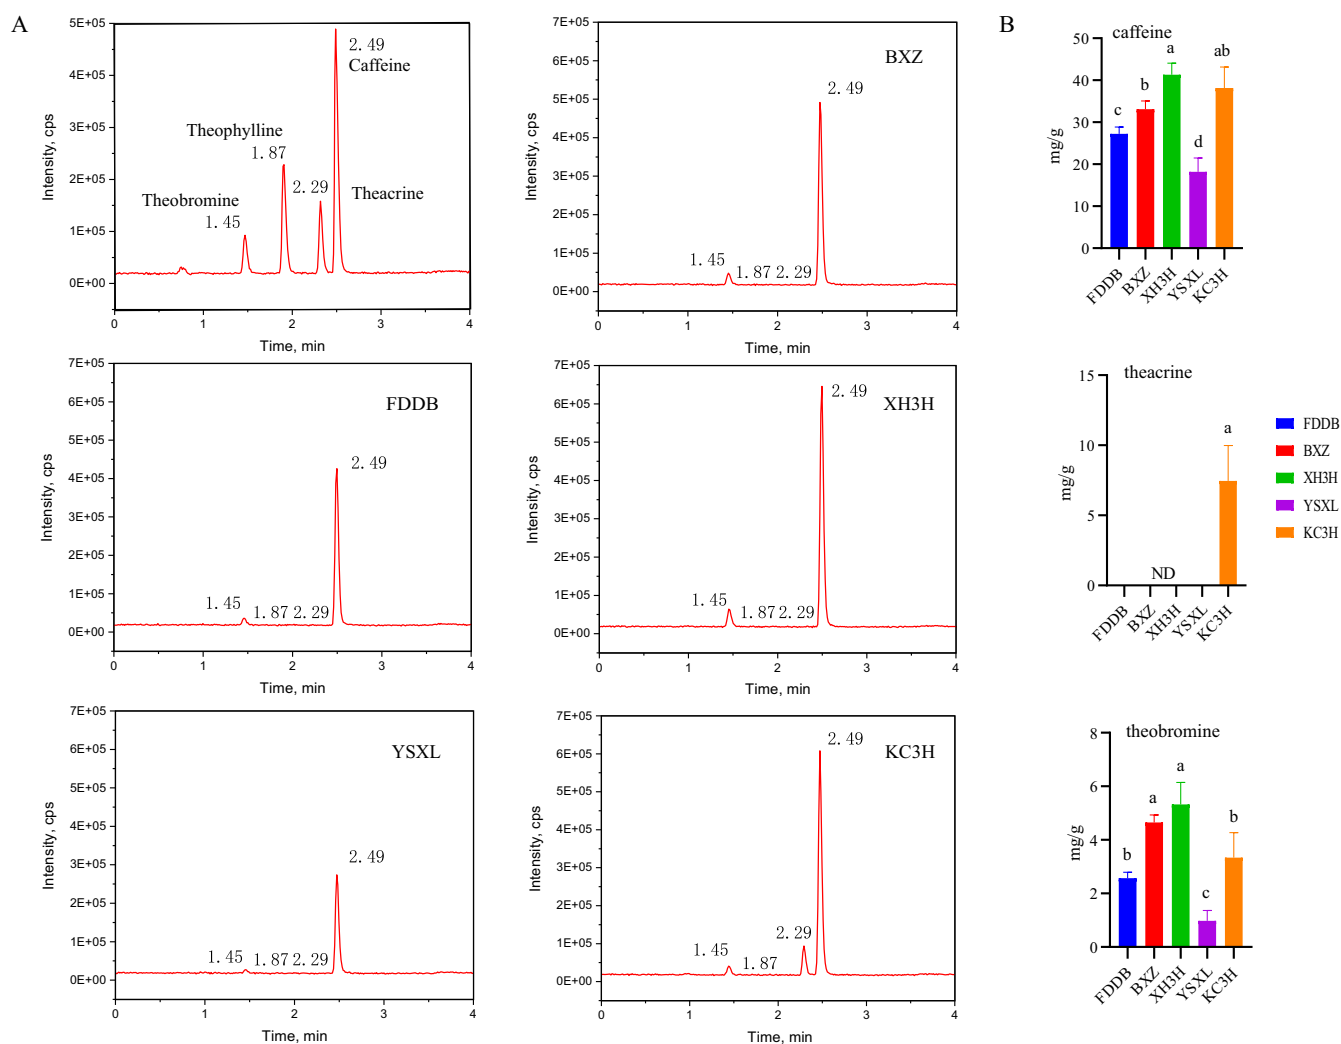 A
5E+05
4E+05
3E+05
2E+05
1E+05
0E+00
Intensity, cps
2.49
Caffeine
Theophylline
1.87
2.29
Theacrine
Theobromine
1.45
0
1
2
3
4
Time, min
7E+05
6E+05
5E+05
4E+05
3E+05
2E+05
1E+05
0E+00
Intensity, cps
BXZ
2.49
1.45
1.87
2.29
0
1
2
3
4
Time, min
7E+05
6E+05
5E+05
4E+05
3E+05
2E+05
1E+05
0E+00
Intensity, cps
FDDB
2.49
1.45
1.87
2.29
0
1
2
3
4
Time, min
7E+05
6E+05
5E+05
4E+05
3E+05
2E+05
1E+05
0E+00
Intensity, cps
XH3H
2.49
1.45
1.87
2.29
0
1
2
3
4
Time, min
7E+05
6E+05
5E+05
4E+05
3E+05
2E+05
1E+05
0E+00
Intensity, cps
YSXL
2.49
1.45
1.87
2.29
0
1
2
3
4
Time, min
7E+05
6E+05
5E+05
4E+05
3E+05
2E+05
1E+05
0E+00
Intensity, cps
KC3H
2.49
2.29
1.45
1.87
0
1
2
3
4
Time, min
B
caffeine
50
40
30
20
10
0
mg/g
c
b
a
d
ab
FDDB
BXZ
XH3H
YSXL
KC3H
theacrine
15
10
5
0
mg/g
ND
a
FDDB
BXZ
XH3H
YSXL
KC3H
FDDB
BXZ
XH3H
YSXL
KC3H
theobromine
8
6
4
2
0
mg/g
b
a
a
c
b
FDDB
BXZ
XH3H
YSXL
KC3H